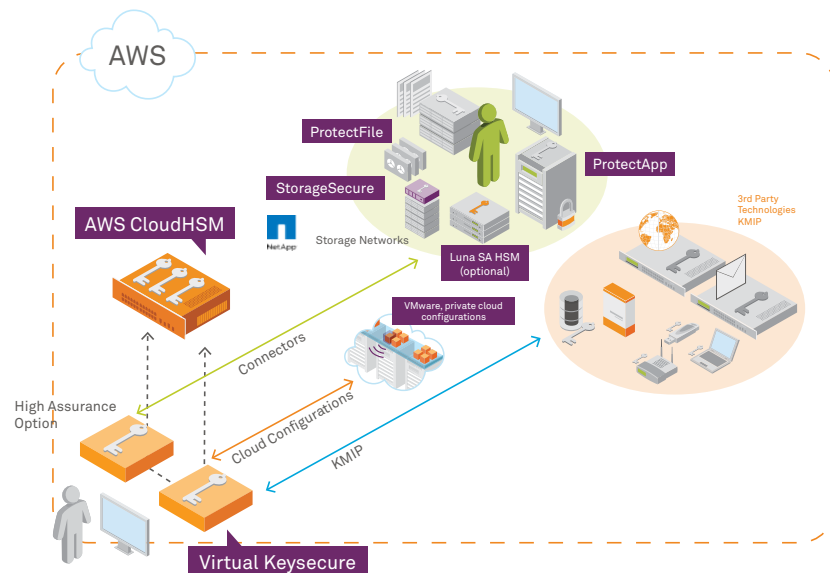 AWS
ProtectFile
ProtectApp
StorageSecure
3rd Party
Technologies
KMIP
AWS CloudHSM
NetApp
Storage Networks
Luna SA HSM
(optional)
VMware, private cloud
configurations
Connectors
High Assurance
Option
Cloud Configurations
KMIP
Virtual Keysecure